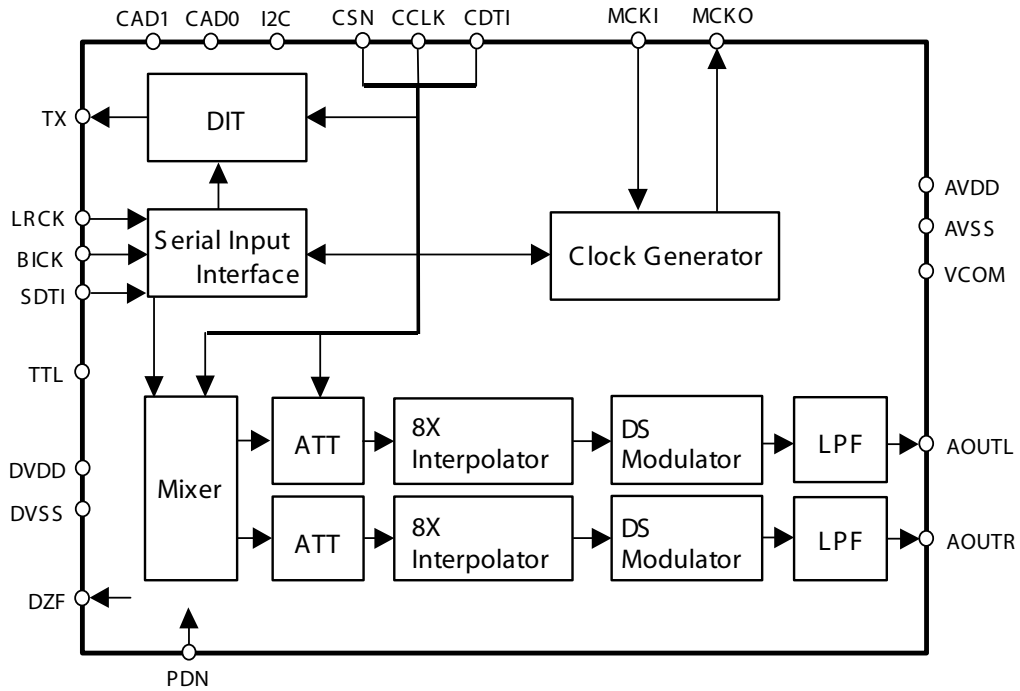 CAD1 CAD0 I2C CSN CCLK CDTI MCKI MCKO
TX
DIT
LRCK
BICK
SDTI
Serial Input
Interface
Clock Generator
AVDD
AVSS
VCOM
TTL
DVDD
DVSS
DZF
PDN
Mixer
ATT
8X
Interpolator
DS
Modulator
LPF
AOUTL
ATT
8X
Interpolator
DS
Modulator
LPF
AOUTR